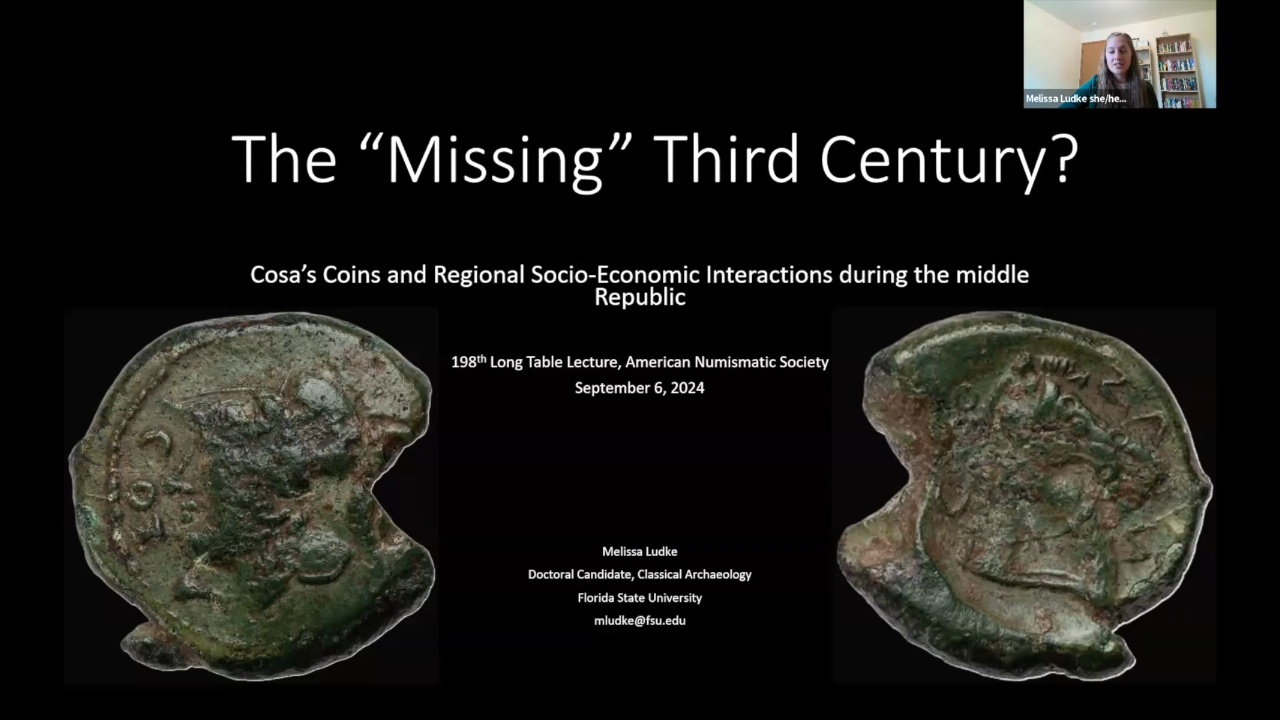 Melissa Ludke she/he...
The “Missing” Third Century?
Cosa’s Coins and Regional Socio-Economic Interactions during the middle
Republic
198th Long Table Lecture, American Numismatic Society
September 6, 2024
Melissa Ludke
Doctoral Candidate, Classical Archaeology
Florida State University
mludke@fsu.edu